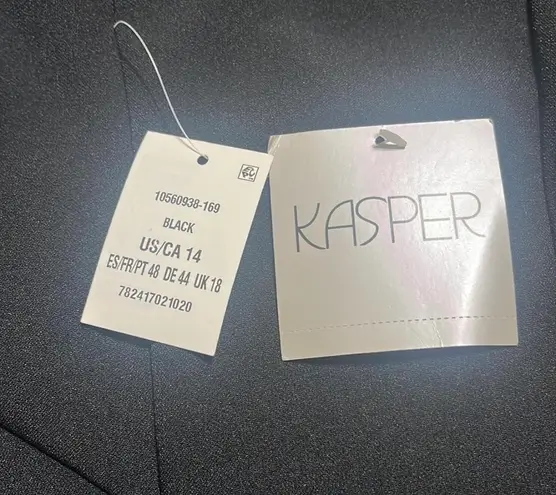 10560938-169
BLACK
US/CA 14
ES/FR/PT 48 DE 44 UK 18
782417021020
KASPER